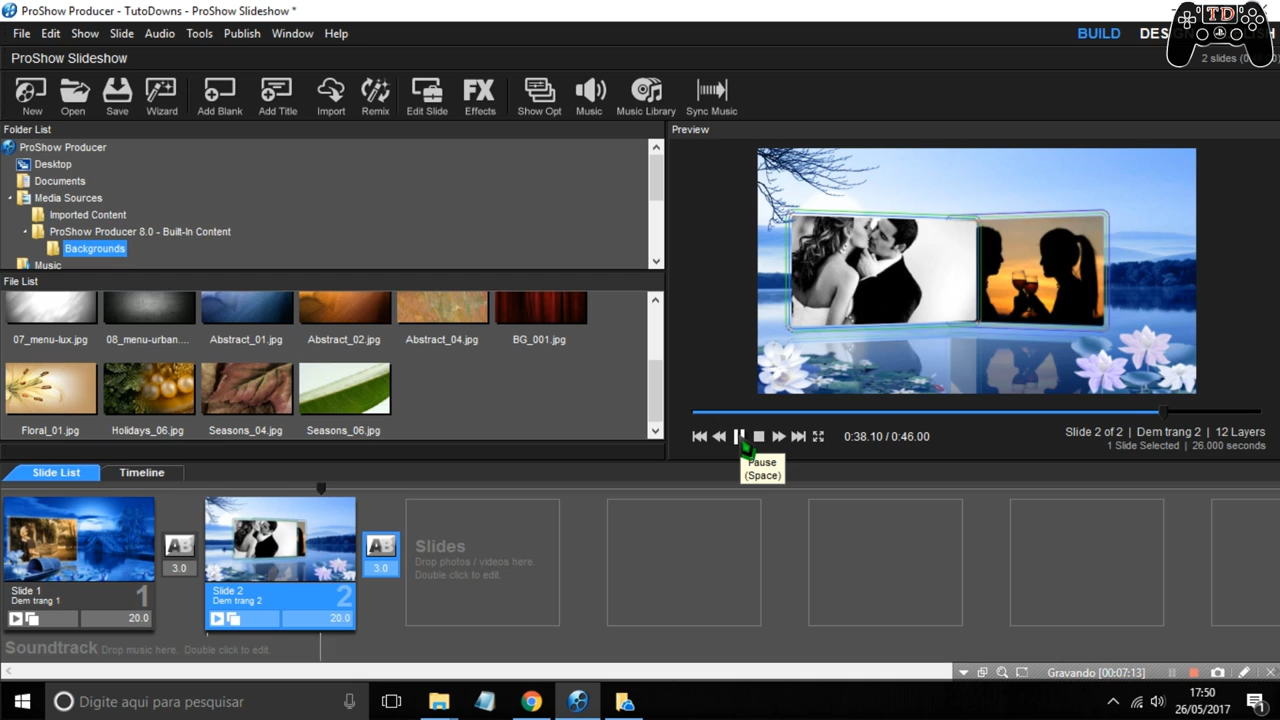 ProShow Producer - TutoDowns - ProShow Slideshow *
TD
File Edit Show Slide Audio Tools Publish Window Help
BUILD
ProShow Slideshow
2 slides
New Open Save Wizard Add Blank Add Title Import Remix Edit Slide FX Effects Show Opt Music Music Library Sync Music
Folder List
Preview
ProShow Producer
Desktop
Documents
Media Sources
Imported Content
ProShow Producer 8.0 - Built-In Content
Backgrounds
Music
File List
07_menu-lux.jpg 08_menu-urban.... Abstract_01.jpg Abstract_02.jpg Abstract_04.jpg BG_001.jpg
Floral_01.jpg Holidays_06.jpg Seasons_04.jpg Seasons_06.jpg
0:38.10 / 0:46.00
Slide 2 of 2 | Dem trang 2 | 12 Layers
1 Slide Selected | 26.000 seconds
Pause
(Space)
Slide List Timeline
AB
3.0
AB
3.0
Slides
Drop photos / videos here.
Double click to edit.
Slide 1
Dem trang 1
1
20.0
Slide 2
Dem trang 2
2
20.0
Soundtrack Drop music here. Double click to edit.
Gravando [00:07:13]
Digite aqui para pesquisar
17:50
26/05/2017
1